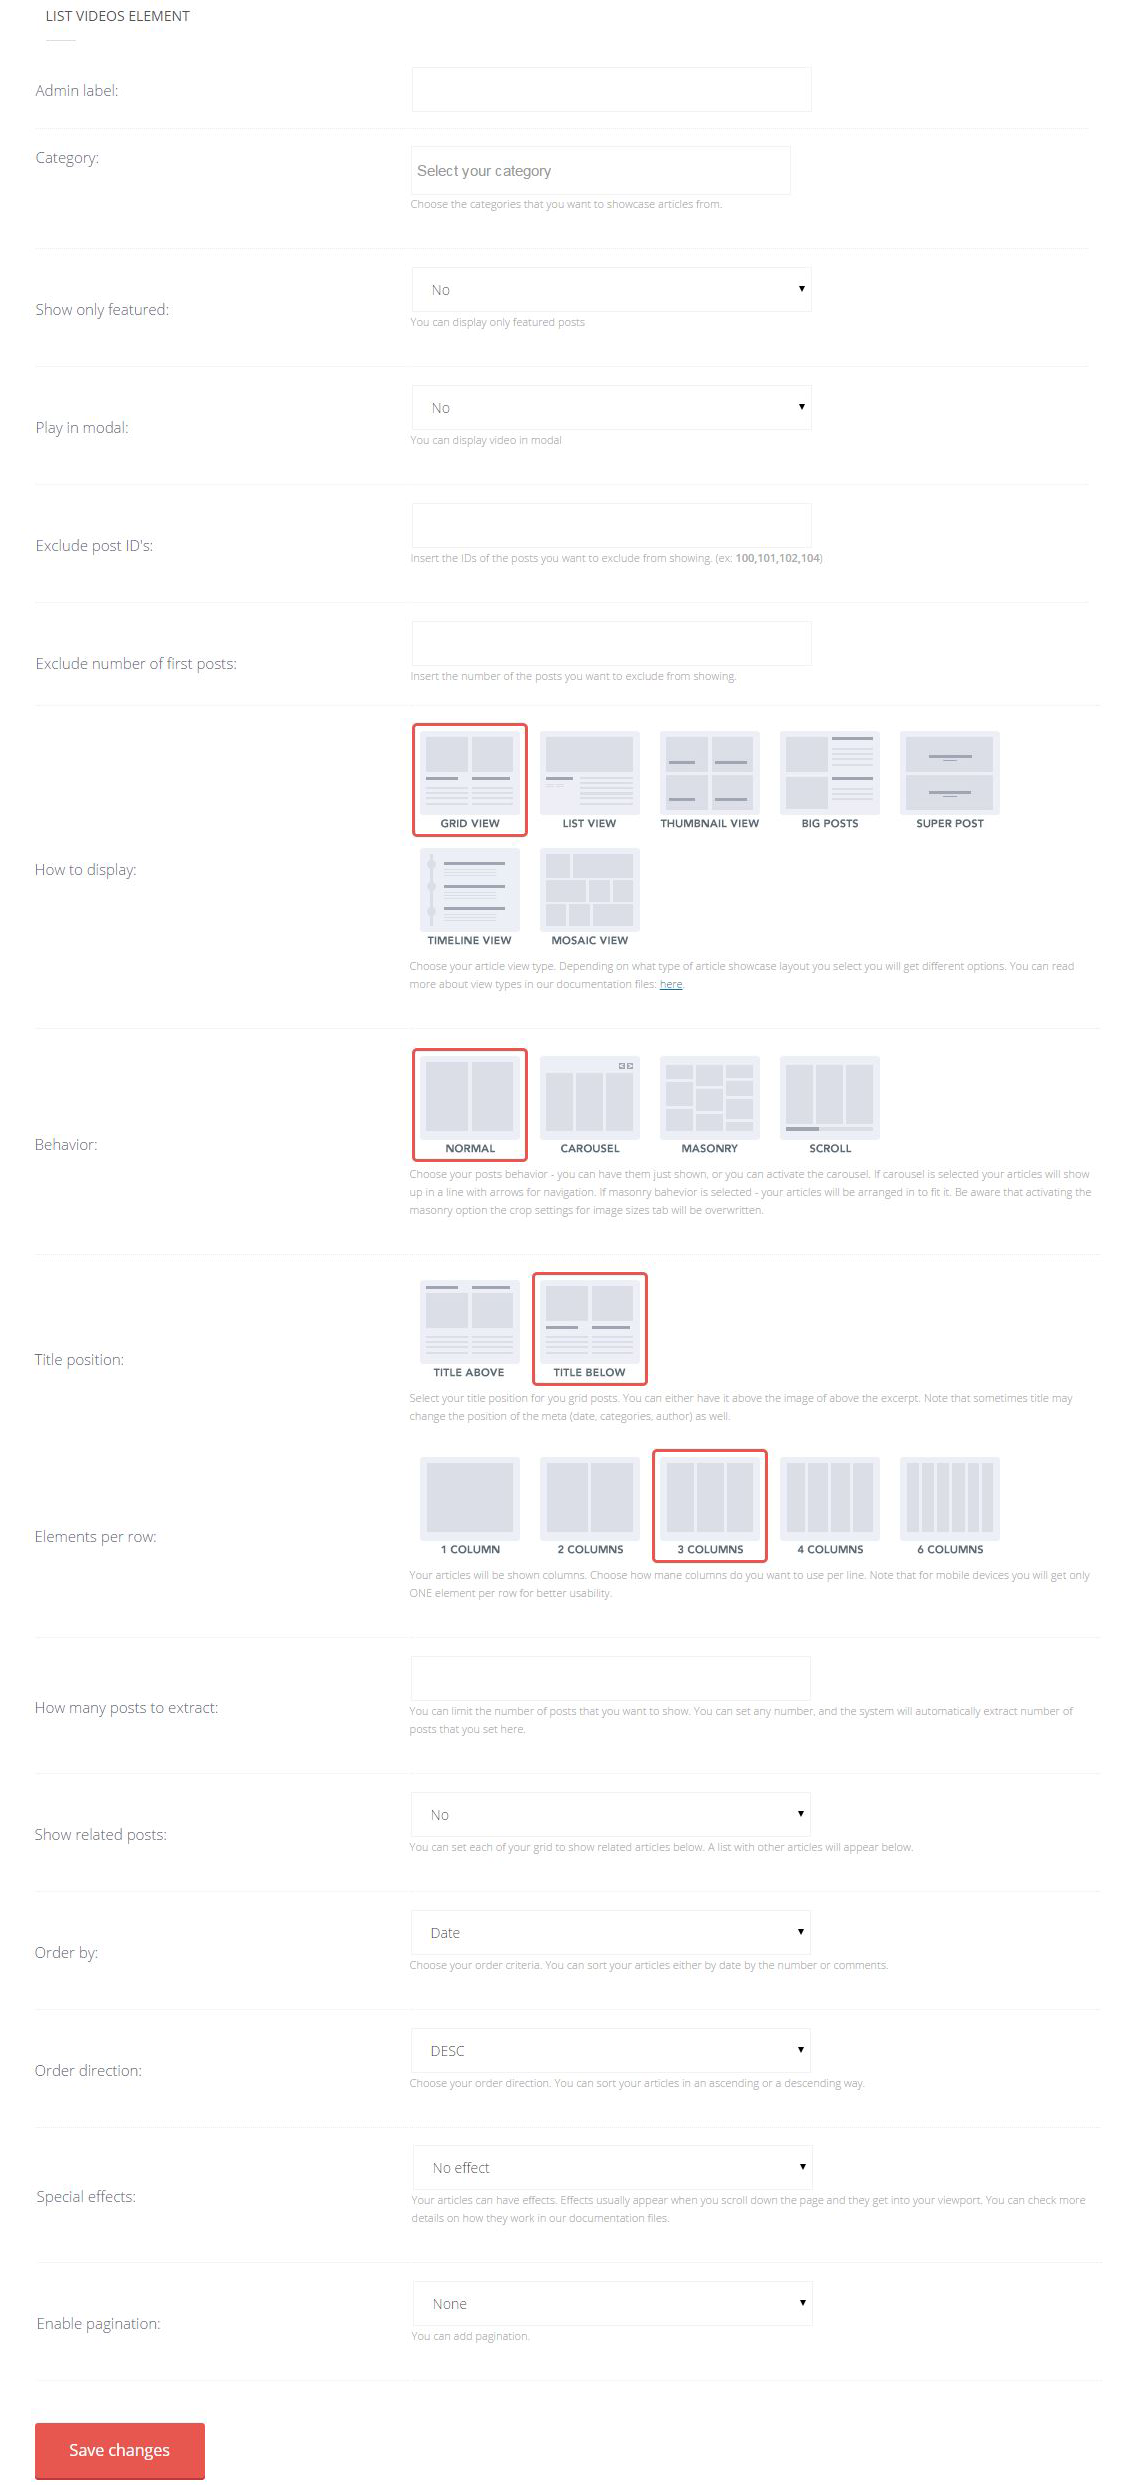 LIST VIDEOS ELEMENT
Admin label:
Category:
Select your category
Choose the categories that you want to showcase articles from.
Show only featured:
No
You can display only featured posts
Play in modal:
No
You can display video in modal
Exclude post ID's:
Insert the IDs of the posts you want to exclude from showing. (ex: 100,101,102,104)
Exclude number of first posts:
Insert the number of the posts you want to exclude from showing.
How to display:
GRID VIEW LIST VIEW THUMBNAIL VIEW BIG POSTS SUPER POST
TIMELINE VIEW MOSAIC VIEW
Choose your article view type. Depending on what type of article showcase layout you select you will get different options. You can read
more about view types in our documentation files: here.
Behavior:
NORMAL CAROUSEL MASONRY SCROLL
Choose your posts behavior - you can have them just shown, or you can activate the carousel. If carousel is selected your articles will show
up in a line with arrows for navigation. If masonry bahevior is selected - your articles will be arranged in to fit it. Be aware that activating the
masonry option the crop settings for image sizes tab will be overwritten.
Title position:
TITLE ABOVE TITLE BELOW
Select your title position for you grid posts. You can either have it above the image of above the excerpt. Note that sometimes title may
change the position of the meta (date, categories, author) as well.
Elements per row:
1 COLUMN 2 COLUMNS 3 COLUMNS 4 COLUMNS 6 COLUMNS
Your articles will be shown columns. Choose how mane columns do you want to use per line. Note that for mobile devices you will get only
ONE element per row for better usability.
How many posts to extract:
You can limit the number of posts that you want to show. You can set any number, and the system will automatically extract number of
posts that you set here.
Show related posts:
No
You can set each of your grid to show related articles below. A list with other articles will appear below.
Order by:
Date
Choose your order criteria. You can sort your articles either by date by the number or comments.
Order direction:
DESC
Choose your order direction. You can sort your articles in an ascending or a descending way.
Special effects:
No effect
Your articles can have effects. Effects usually appear when you scroll down the page and they get into your viewport. You can check more
details on how they work in our documentation files.
Enable pagination:
None
You can add pagination.
Save changes